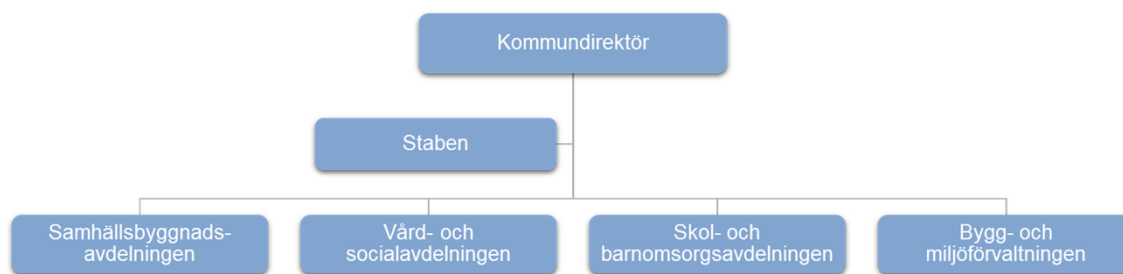 Kommundirektör
Staben
Samhällsbyggnads-
avdelningen
Vård- och
socialavdelningen
Skol- och
barnomsorgsavdelningen
Bygg- och
miljöförvaltningen